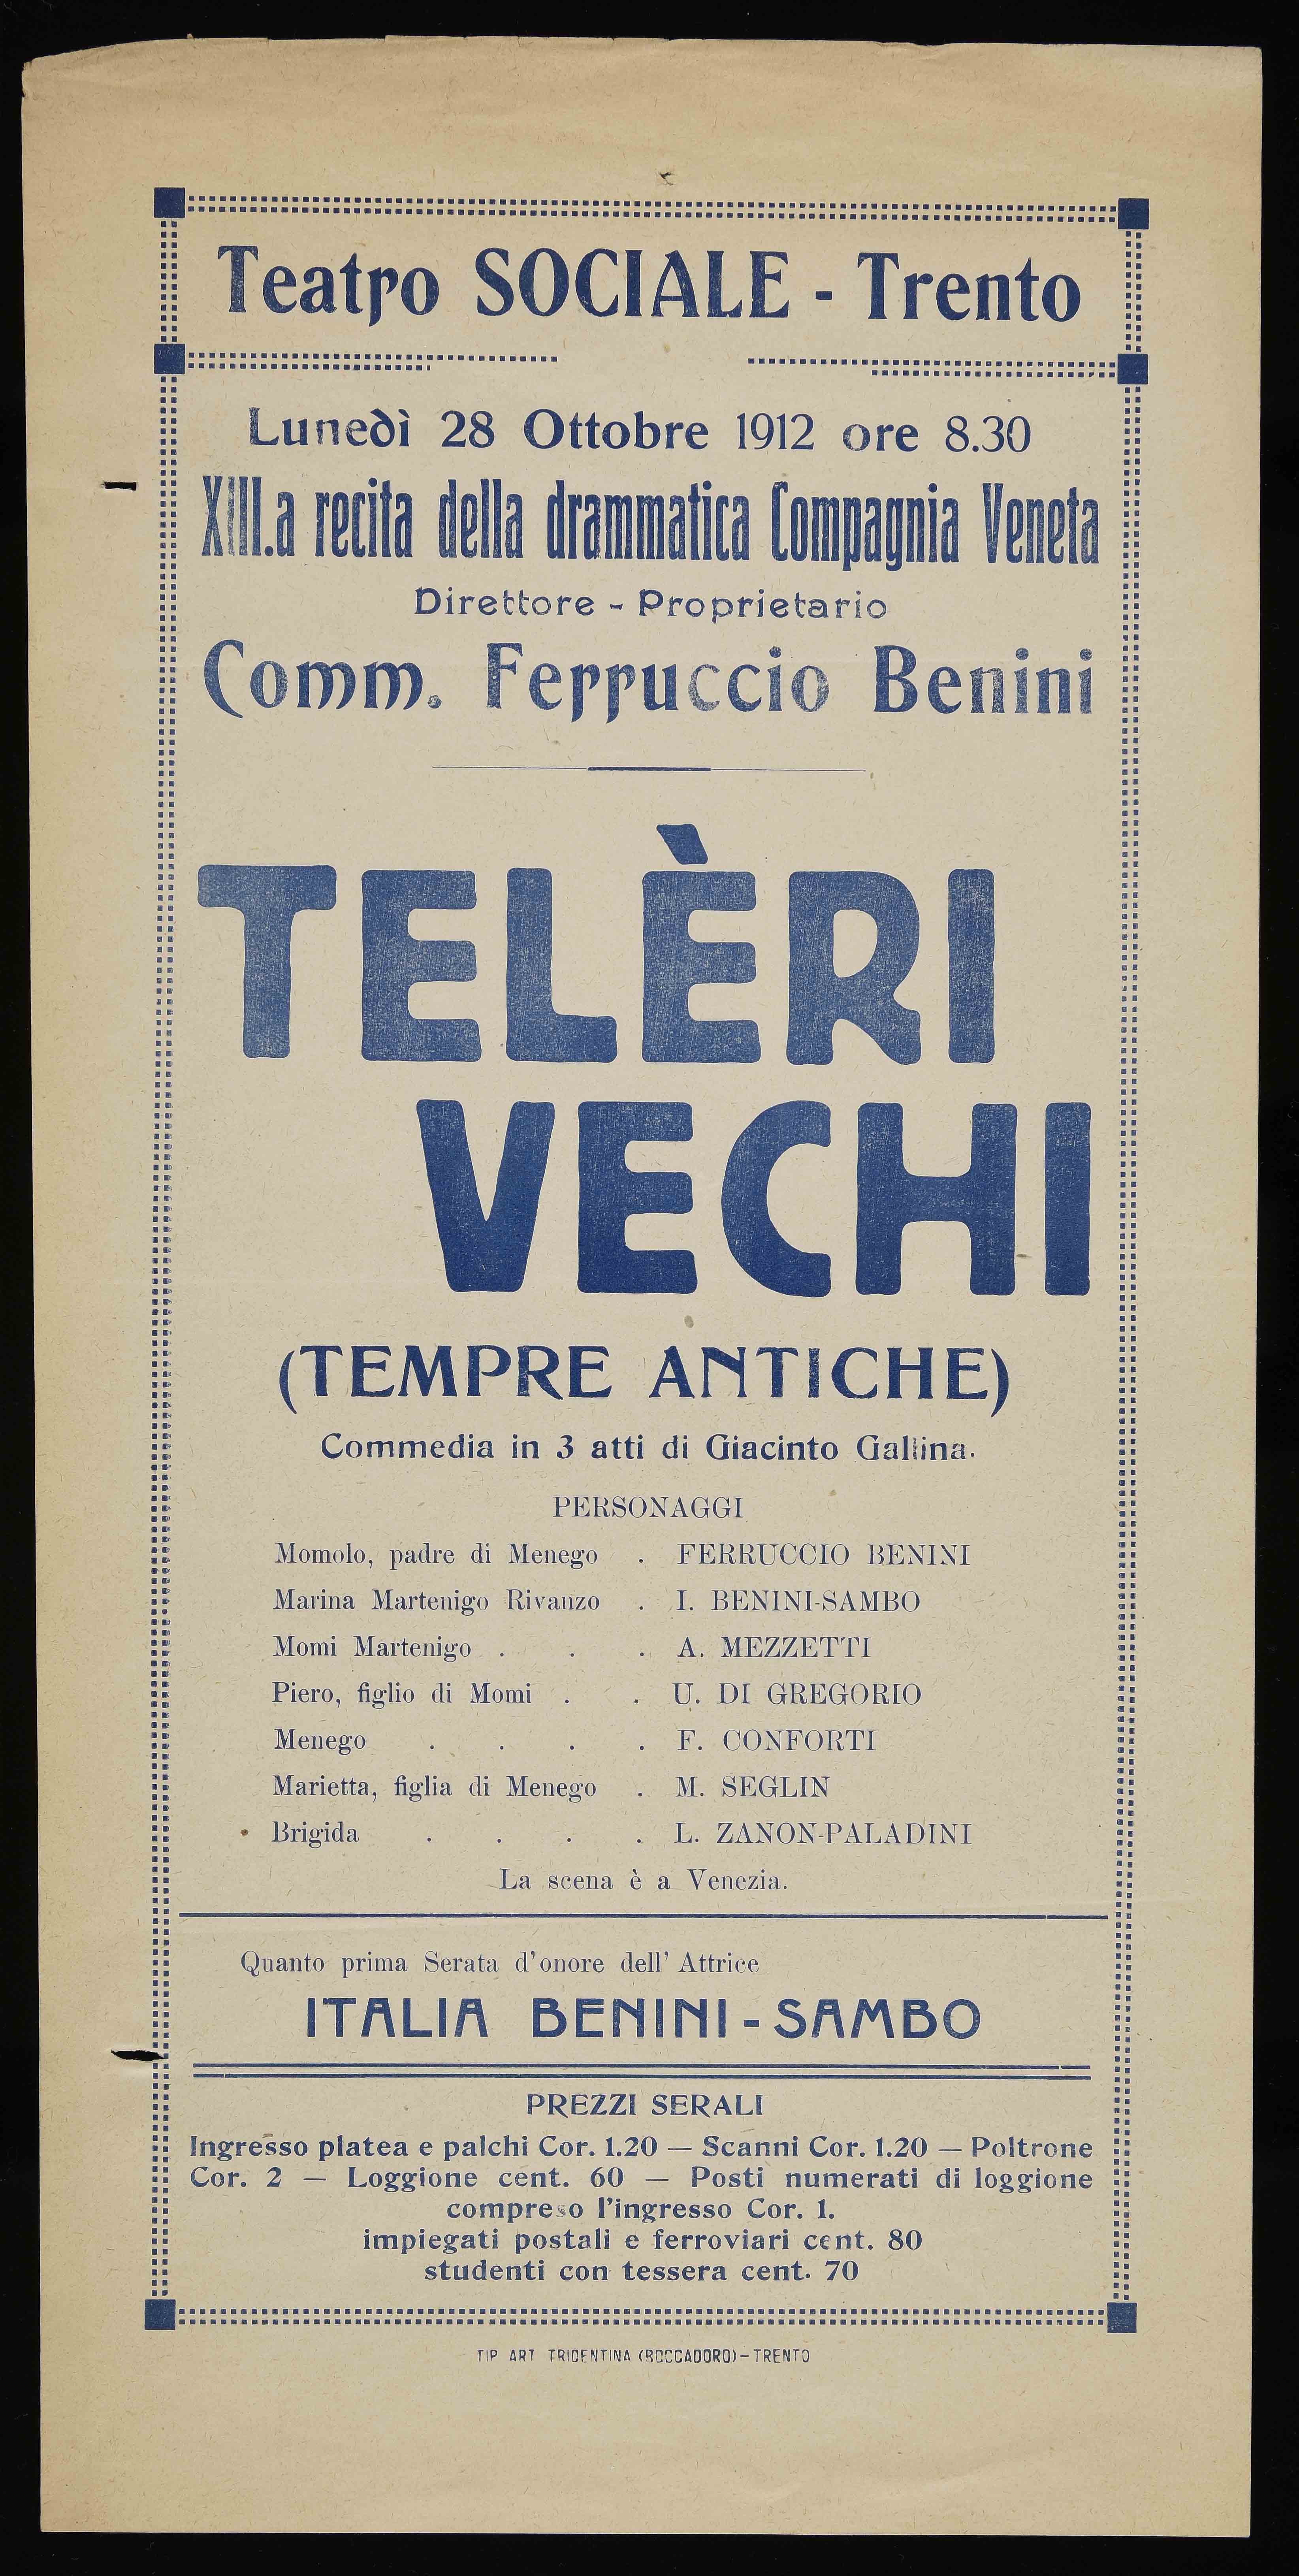 Teatro SOCIALE - Trento
Lunedì 28 Ottobre 1912 ore 8.30
XIII.a recita della drammatica Compagnia Veneta
Direttore - Proprietario
Comm. Ferruccio Benini
TELÈRI
VECHI
(TEMPRE ANTICHE)
Commedia in 3 atti di Giacinto Gallina.
PERSONAGGI
Momolo, padre di Menego . FERRUCCIO BENINI
Marina Martenigo Rivanzo . I. BENINI-SAMBO
Momi Martenigo . . . A. MEZZETTI
Piero, figlio di Momi . . U. DI GREGORIO
Menego . . . . F. CONFORTI
Marietta, figlia di Menego . M. SEGLIN
Brigida . . . . L. ZANON-PALADINI
La scena è a Venezia.
Quanto prima Serata d'onore dell' Attrice
ITALIA BENINI-SAMBO
PREZZI SERALI
Ingresso platea e palchi Cor. 1.20 — Scanni Cor. 1.20 — Poltrone
Cor. 2 — Loggione cent. 60 — Posti numerati di loggione
compreso l'ingresso Cor. 1.
impiegati postali e ferroviari cent. 80
studenti con tessera cent. 70
TIP ART TRIDENTINA (BOCCADORO)-TRENTO